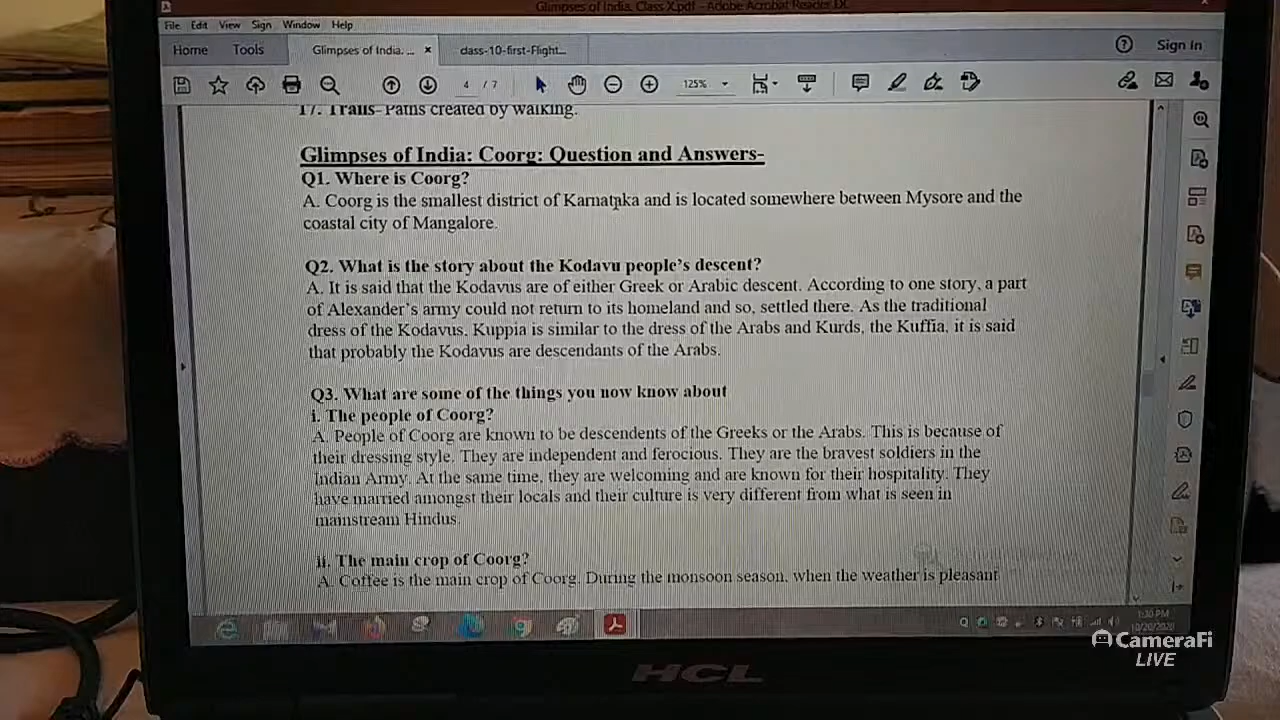 Glimpses of India, Class X.pdf - Adobe Acrobat Reader DC
File Edit View Sign Window Help
Home Tools Glimpses of India. ... × class-10-first-Flight... ? Sign In
4 / 7 125%
17. Trails- Paths created by walking.
Glimpses of India: Coorg: Question and Answers-
Q1. Where is Coorg?
A. Coorg is the smallest district of Karnataka and is located somewhere between Mysore and the
coastal city of Mangalore.
Q2. What is the story about the Kodavu people's descent?
A. It is said that the Kodavus are of either Greek or Arabic descent. According to one story, a part
of Alexander's army could not return to its homeland and so, settled there. As the traditional
dress of the Kodavus, Kuppia is similar to the dress of the Arabs and Kurds, the Kuffia, it is said
that probably the Kodavus are descendants of the Arabs.
Q3. What are some of the things you now know about
i. The people of Coorg?
A. People of Coorg are known to be descendents of the Greeks or the Arabs. This is because of
their dressing style. They are independent and ferocious. They are the bravest soldiers in the
Indian Army. At the same time, they are welcoming and are known for their hospitality. They
have married amongst their locals and their culture is very different from what is seen in
mainstream Hindus.
ii. The main crop of Coorg?
A. Coffee is the main crop of Coorg. During the monsoon season, when the weather is pleasant
1:30 PM
10/20/2020
CameraFi
LIVE
HCL